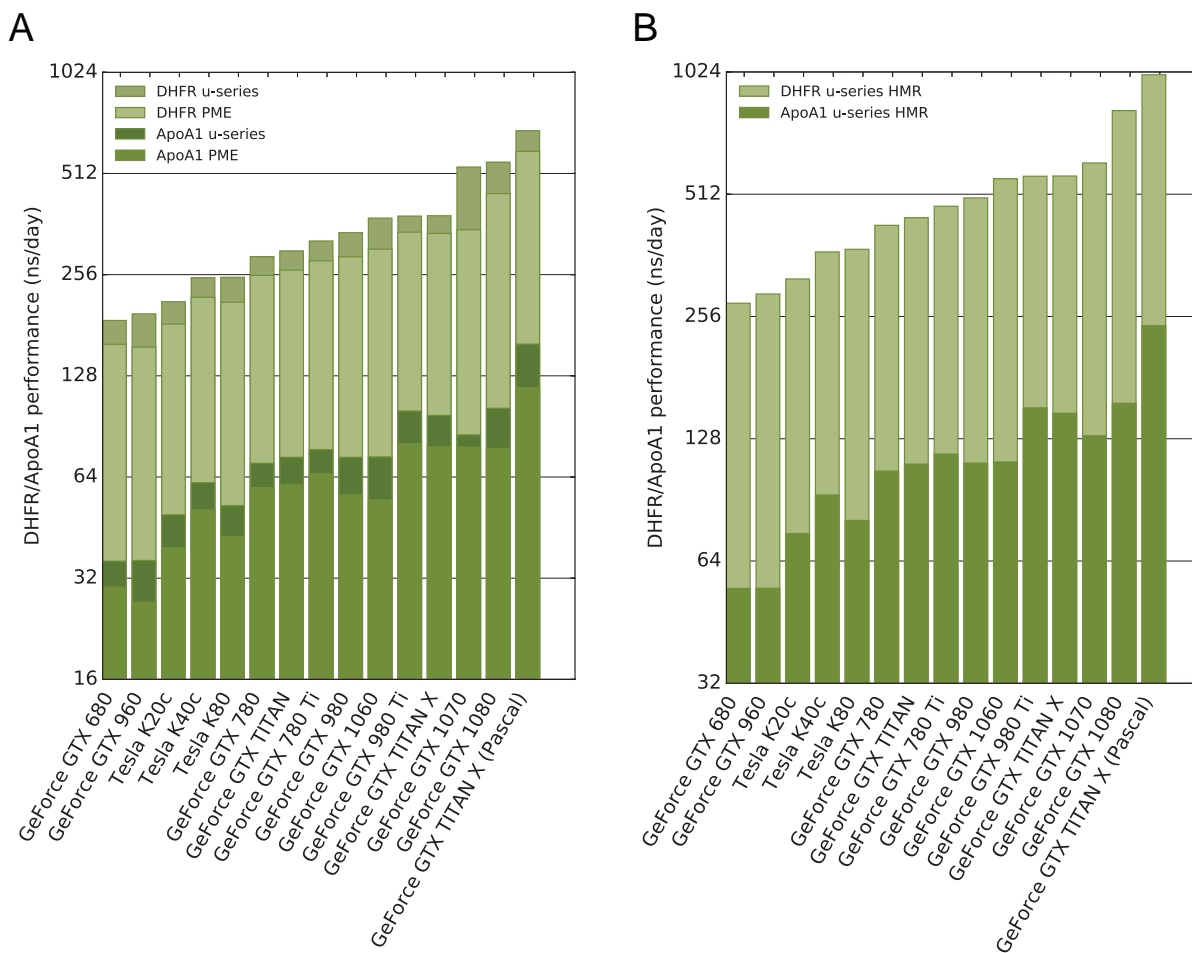 A
DHFR/ApoA1 performance (ns/day)
1024
512
256
128
64
32
16
DHFR u-series
DHFR PME
ApoA1 u-series
ApoA1 PME
GeForce GTX 680
GeForce GTX 960
Tesla K20c
Tesla K40c
Tesla K80
GeForce GTX 780
GeForce GTX TITAN
GeForce GTX 780 Ti
GeForce GTX 980
GeForce GTX 1060
GeForce GTX 980 Ti
GeForce GTX TITAN X
GeForce GTX 1070
GeForce GTX 1080
GeForce GTX TITAN X (Pascal)
B
DHFR/ApoA1 performance (ns/day)
1024
512
256
128
64
32
DHFR u-series HMR
ApoA1 u-series HMR
GeForce GTX 680
GeForce GTX 960
Tesla K20c
Tesla K40c
Tesla K80
GeForce GTX 780
GeForce GTX TITAN
GeForce GTX 780 Ti
GeForce GTX 980
GeForce GTX 1060
GeForce GTX 980 Ti
GeForce GTX TITAN X
GeForce GTX 1070
GeForce GTX 1080
GeForce GTX TITAN X (Pascal)